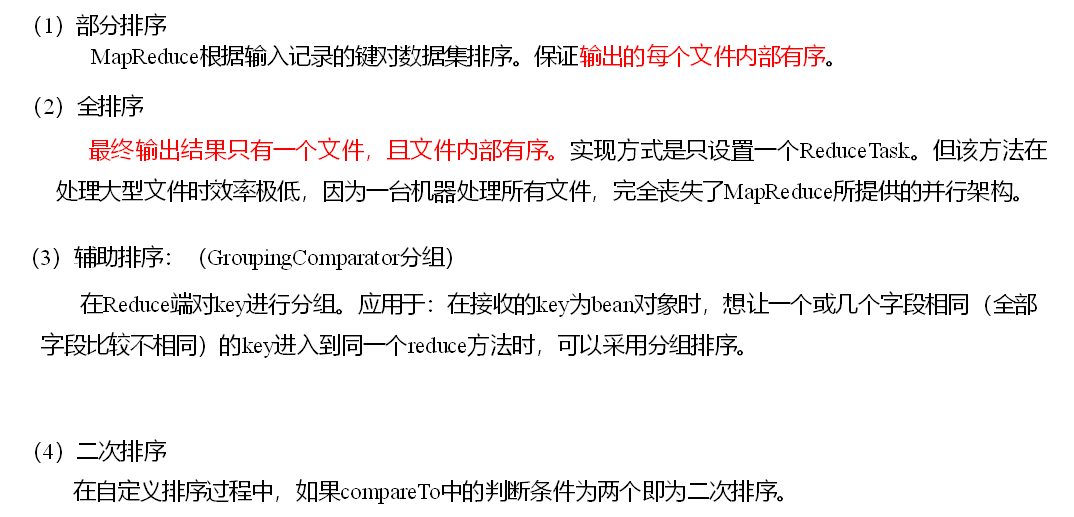 （1）部分排序
MapReduce根据输入记录的键对数据集排序。保证输出的每个文件内部有序。
（2）全排序
最终输出结果只有一个文件，且文件内部有序。实现方式是只设置一个ReduceTask。但该方法在
处理大型文件时效率极低，因为一台机器处理所有文件，完全丧失了MapReduce所提供的并行架构。
（3）辅助排序：（GroupingComparator分组）
在Reduce端对key进行分组。应用于：在接收的key为bean对象时，想让一个或几个字段相同（全部
字段比较不相同）的key进入到同一个reduce方法时，可以采用分组排序。
（4）二次排序
在自定义排序过程中，如果compareTo中的判断条件为两个即为二次排序。